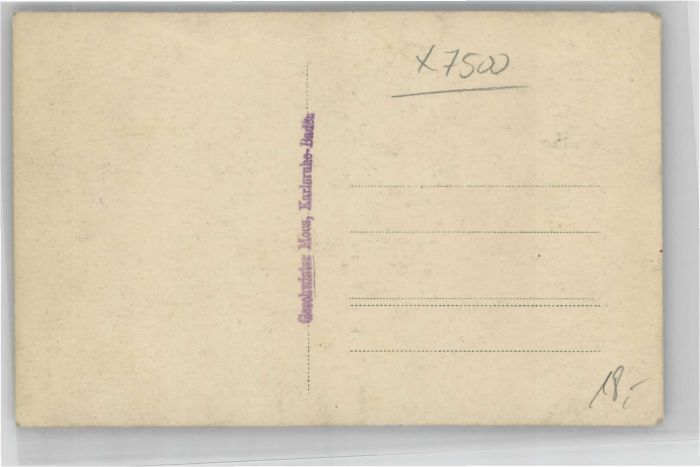 x7500
Geschwister Moos, Karlsruhe-Baden
18,-